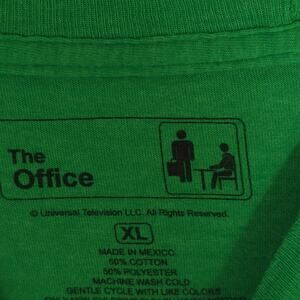 The
Office
© Universal Television LLC. All Rights Reserved.
XL
MADE IN MEXICO
50% COTTON
50% POLYESTER
MACHINE WASH COLD
GENTLE CYCLE WITH LIKE COLORS